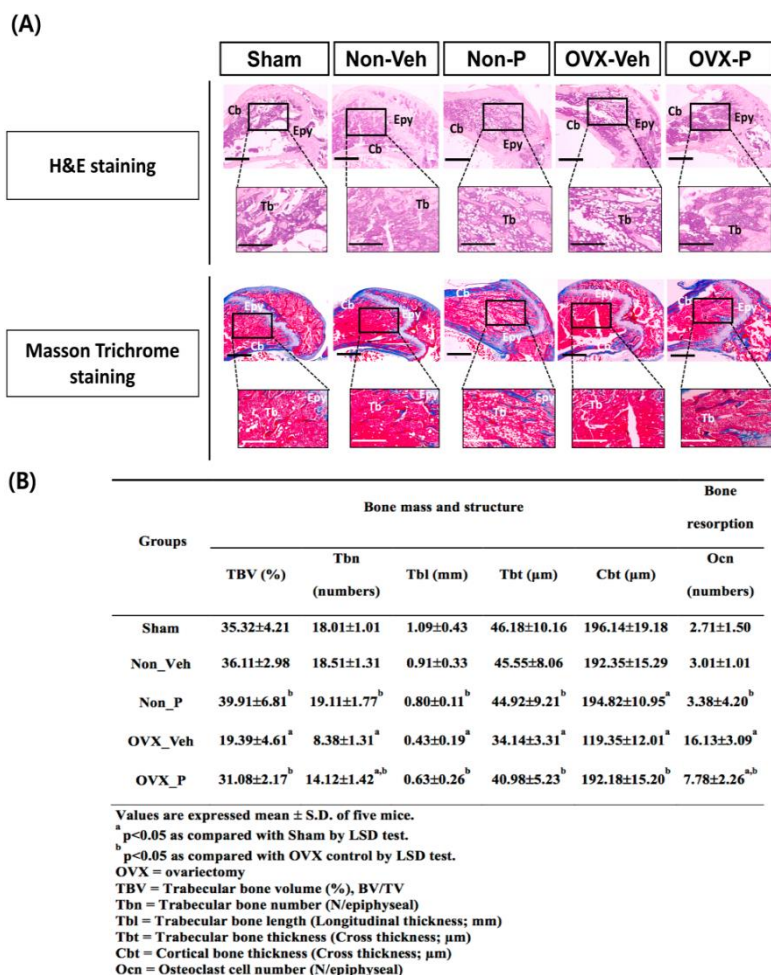 (A)
Sham Non-Veh Non-P OVX-Veh OVX-P
H&E staining
Cb Epy Cb Epy Cb Epy Cb Epy Cb Epy
Cb
Tb Tb Tb Tb Tb
Masson Trichrome
staining
Epy Cb Cb Epy Cb Epy Epy Cb Cb Epy
Cb
Tb Epy Tb Epy Tb Epy Tb Tb
(B)
Groups Bone mass and structure Bone resorption
TBV (%) Tbn (numbers) Tbl (mm) Tbt (µm) Cbt (µm) Ocn (numbers)
Sham 35.32±4.21 18.01±1.01 1.09±0.43 46.18±10.16 196.14±19.18 2.71±1.50
Non_Veh 36.11±2.98 18.51±1.31 0.91±0.33 45.55±8.06 192.35±15.29 3.01±1.01
Non_P 39.91±6.81b 19.11±1.77b 0.80±0.11b 44.92±9.21b 194.82±10.95a 3.38±4.20b
OVX_Veh 19.39±4.61a 8.38±1.31a 0.43±0.19a 34.14±3.31a 119.35±12.01a 16.13±3.09a
OVX_P 31.08±2.17b 14.12±1.42a,b 0.63±0.26b 40.98±5.23b 192.18±15.20b 7.78±2.26a,b
Values are expressed mean ± S.D. of five mice.
a p<0.05 as compared with Sham by LSD test.
b p<0.05 as compared with OVX control by LSD test.
OVX = ovariectomy
TBV = Trabecular bone volume (%), BV/TV
Tbn = Trabecular bone number (N/epiphyseal)
Tbl = Trabecular bone length (Longitudinal thickness; mm)
Tbt = Trabecular bone thickness (Cross thickness; µm)
Cbt = Cortical bone thickness (Cross thickness; µm)
Ocn = Osteoclast cell number (N/epiphyseal)